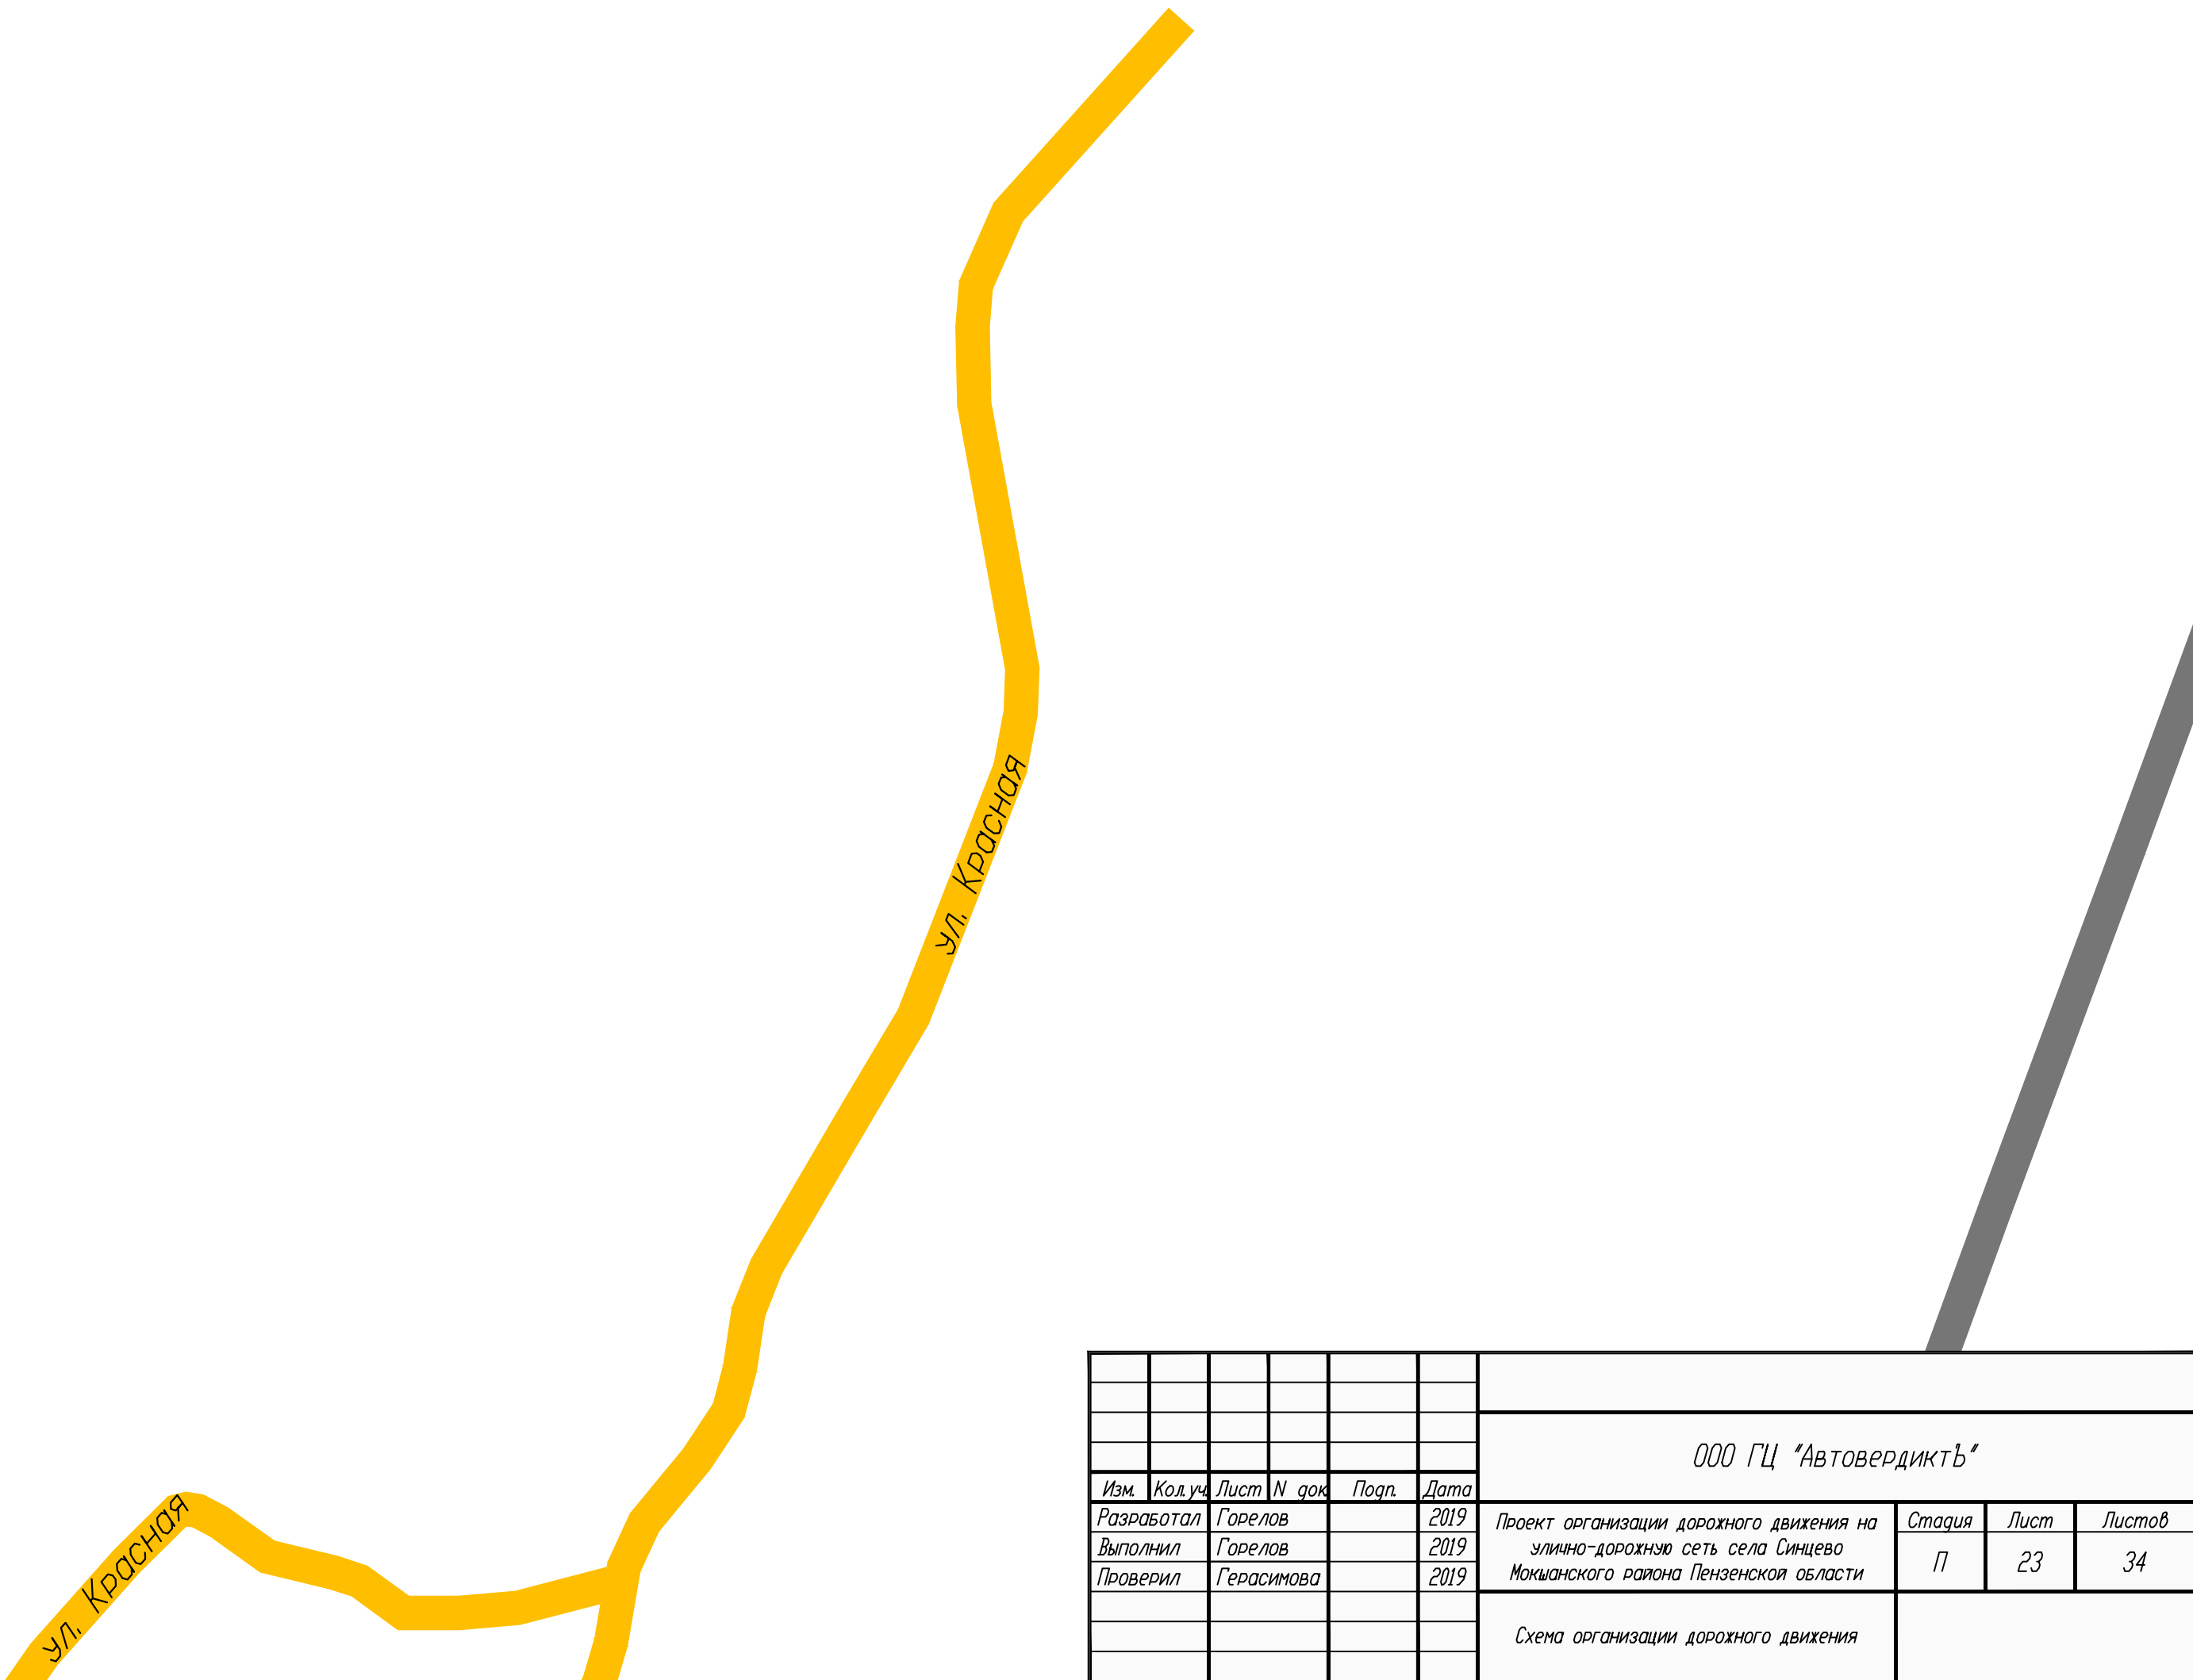 ул. Красная
ул. Красная
ООО ГЦ "АвтовердиктЪ"
Изм. Кол.уч. Лист N док Подп. Дата
Разработал Горелов 2019
Выполнил Горелов 2019
Проверил Герасимова 2019
Проект организации дорожного движения на
улично-дорожную сеть села Синцево
Мокшанского района Пензенской области
Стадия Лист Листов
П 23 34
Схема организации дорожного движения